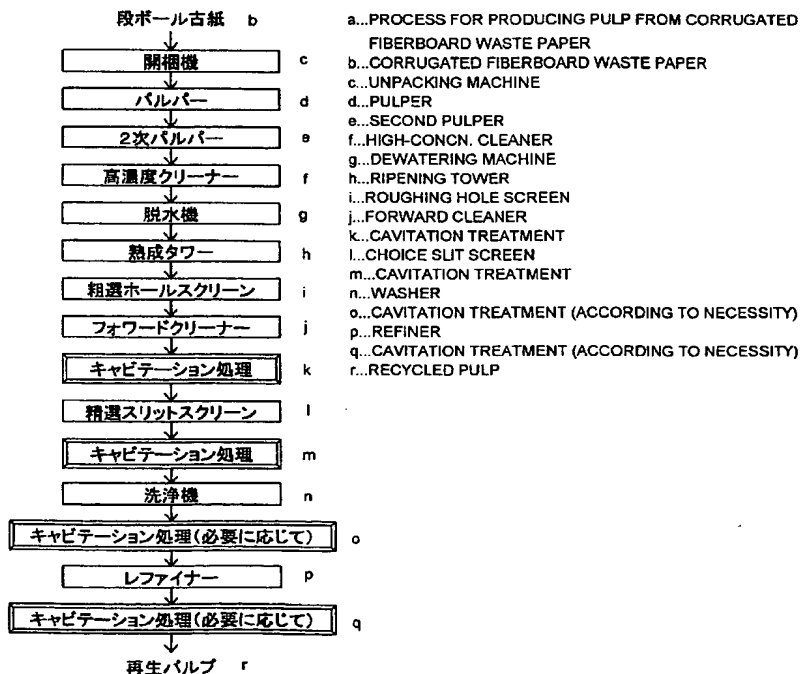 段ボール古紙 b
開梱機 c
パルパー d
2次パルパー e
高濃度クリーナー f
脱水機 g
熟成タワー h
粗選ホールスクリーン i
フォワードクリーナー j
キャビテーション処理 k
精選スリットスクリーン l
キャビテーション処理 m
洗浄機 n
キャビテーション処理(必要に応じて) o
レファイナー p
キャビテーション処理(必要に応じて) q
再生パルプ r
a...PROCESS FOR PRODUCING PULP FROM CORRUGATED
FIBERBOARD WASTE PAPER
b...CORRUGATED FIBERBOARD WASTE PAPER
c...UNPACKING MACHINE
d...PULPER
e...SECOND PULPER
f...HIGH-CONCN. CLEANER
g...DEWATERING MACHINE
h...RIPENING TOWER
i...ROUGHING HOLE SCREEN
j...FORWARD CLEANER
k...CAVITATION TREATMENT
l...CHOICE SLIT SCREEN
m...CAVITATION TREATMENT
n...WASHER
o...CAVITATION TREATMENT (ACCORDING TO NECESSITY)
p...REFINER
q...CAVITATION TREATMENT (ACCORDING TO NECESSITY)
r...RECYCLED PULP